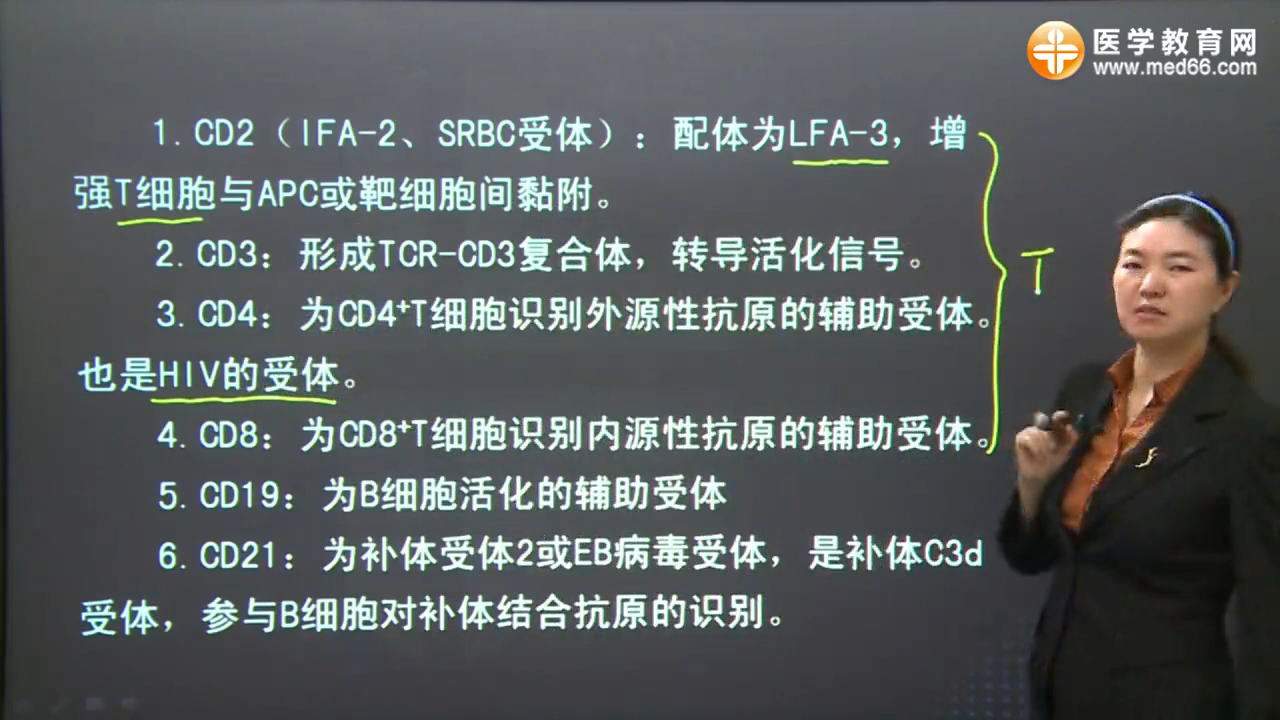 医学教育网
www.med66.com
1.CD2（IFA-2、SRBC受体）：配体为LFA-3，增
强T细胞与APC或靶细胞间黏附。
2.CD3：形成TCR-CD3复合体，转导活化信号。
T
3.CD4：为CD4⁺T细胞识别外源性抗原的辅助受体。
也是HIV的受体。
4.CD8：为CD8⁺T细胞识别内源性抗原的辅助受体。
5.CD19：为B细胞活化的辅助受体
6.CD21：为补体受体2或EB病毒受体，是补体C3d
受体，参与B细胞对补体结合抗原的识别。